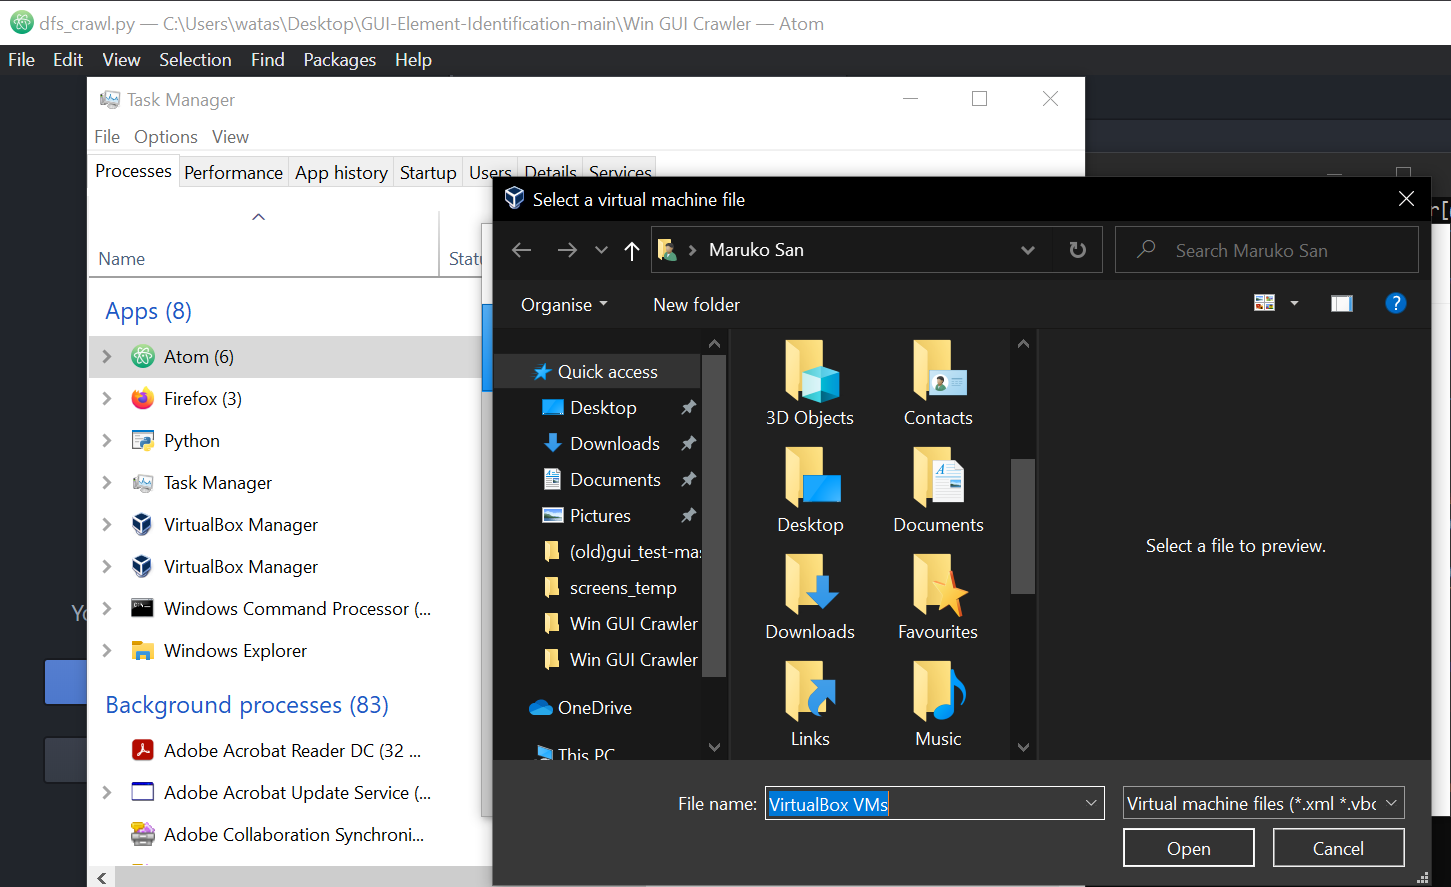 dfs_crawl.py — C:\Users\watas\Desktop\GUI-Element-Identification-main\Win GUI Crawler — Atom
File Edit View Selection Find Packages Help
Task Manager
File Options View
Processes Performance App history Startup Users Details Services
Name
Apps (8)
Atom (6)
Firefox (3)
Python
Task Manager
VirtualBox Manager
VirtualBox Manager
Windows Command Processor (...
Windows Explorer
Background processes (83)
Adobe Acrobat Reader DC (32 ...
Adobe Acrobat Update Service (...
Adobe Collaboration Synchroni...
Select a virtual machine file
Maruko San
Search Maruko San
Organise New folder
Quick access
Desktop
Downloads
Documents
Pictures
(old)gui_test-mas
screens_temp
Win GUI Crawler
Win GUI Crawler
OneDrive
This PC
3D Objects
Contacts
Desktop
Documents
Downloads
Favourites
Links
Music
Select a file to preview.
File name: VirtualBox VMs
Virtual machine files (*.xml *.vbo
Open Cancel